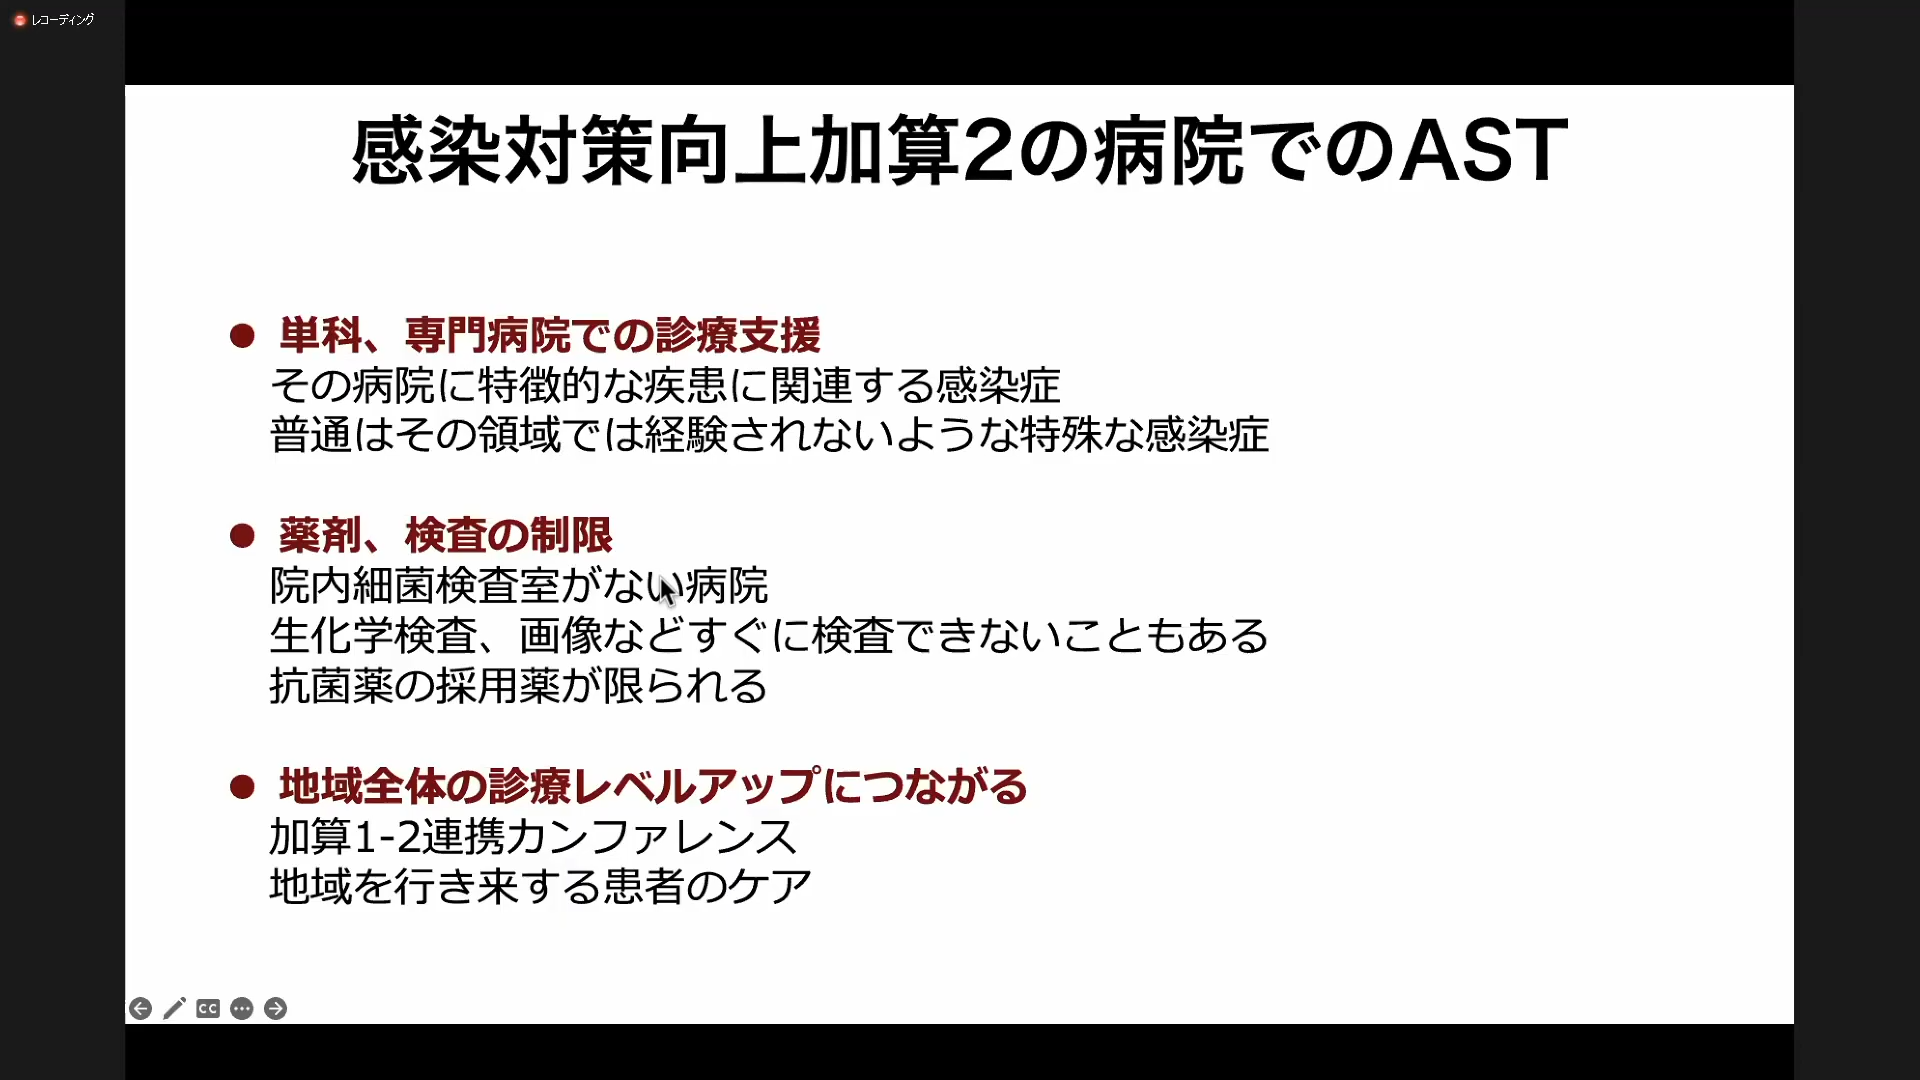 レコーディング
感染対策向上加算2の病院でのAST
● 単科、専門病院での診療支援
その病院に特徴的な疾患に関連する感染症
普通はその領域では経験されないような特殊な感染症
● 薬剤、検査の制限
院内細菌検査室がない病院
生化学検査、画像などすぐに検査できないこともある
抗菌薬の採用薬が限られる
● 地域全体の診療レベルアップにつながる
加算1-2連携カンファレンス
地域を行き来する患者のケア
CC